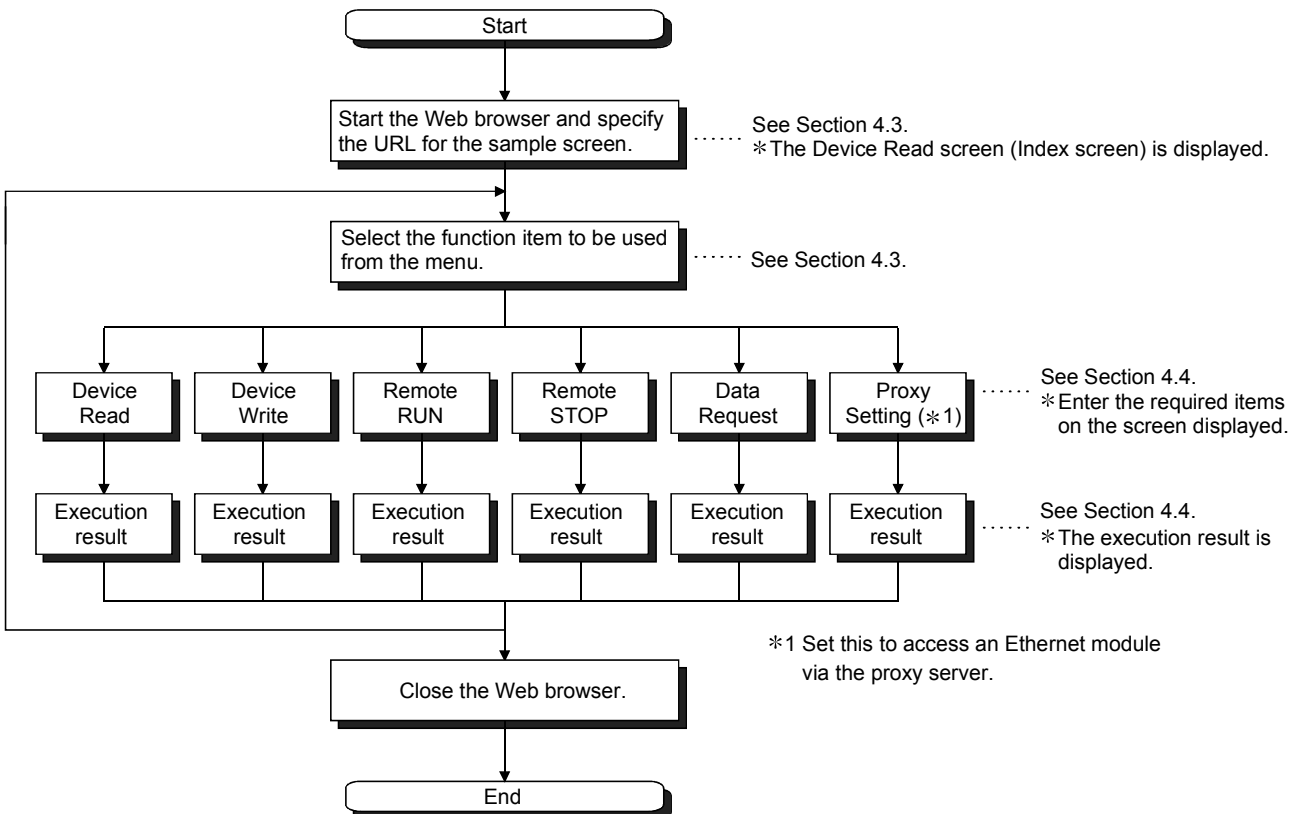 Start
Start the Web browser and specify
the URL for the sample screen.
See Section 4.3.
＊The Device Read screen (Index screen) is displayed.
Select the function item to be used
from the menu.
See Section 4.3.
Device
Read
Device
Write
Remote
RUN
Remote
STOP
Data
Request
Proxy
Setting (＊1)
See Section 4.4.
＊Enter the required items
on the screen displayed.
Execution
result
Execution
result
Execution
result
Execution
result
Execution
result
Execution
result
See Section 4.4.
＊The execution result is
displayed.
＊1 Set this to access an Ethernet module
via the proxy server.
Close the Web browser.
End